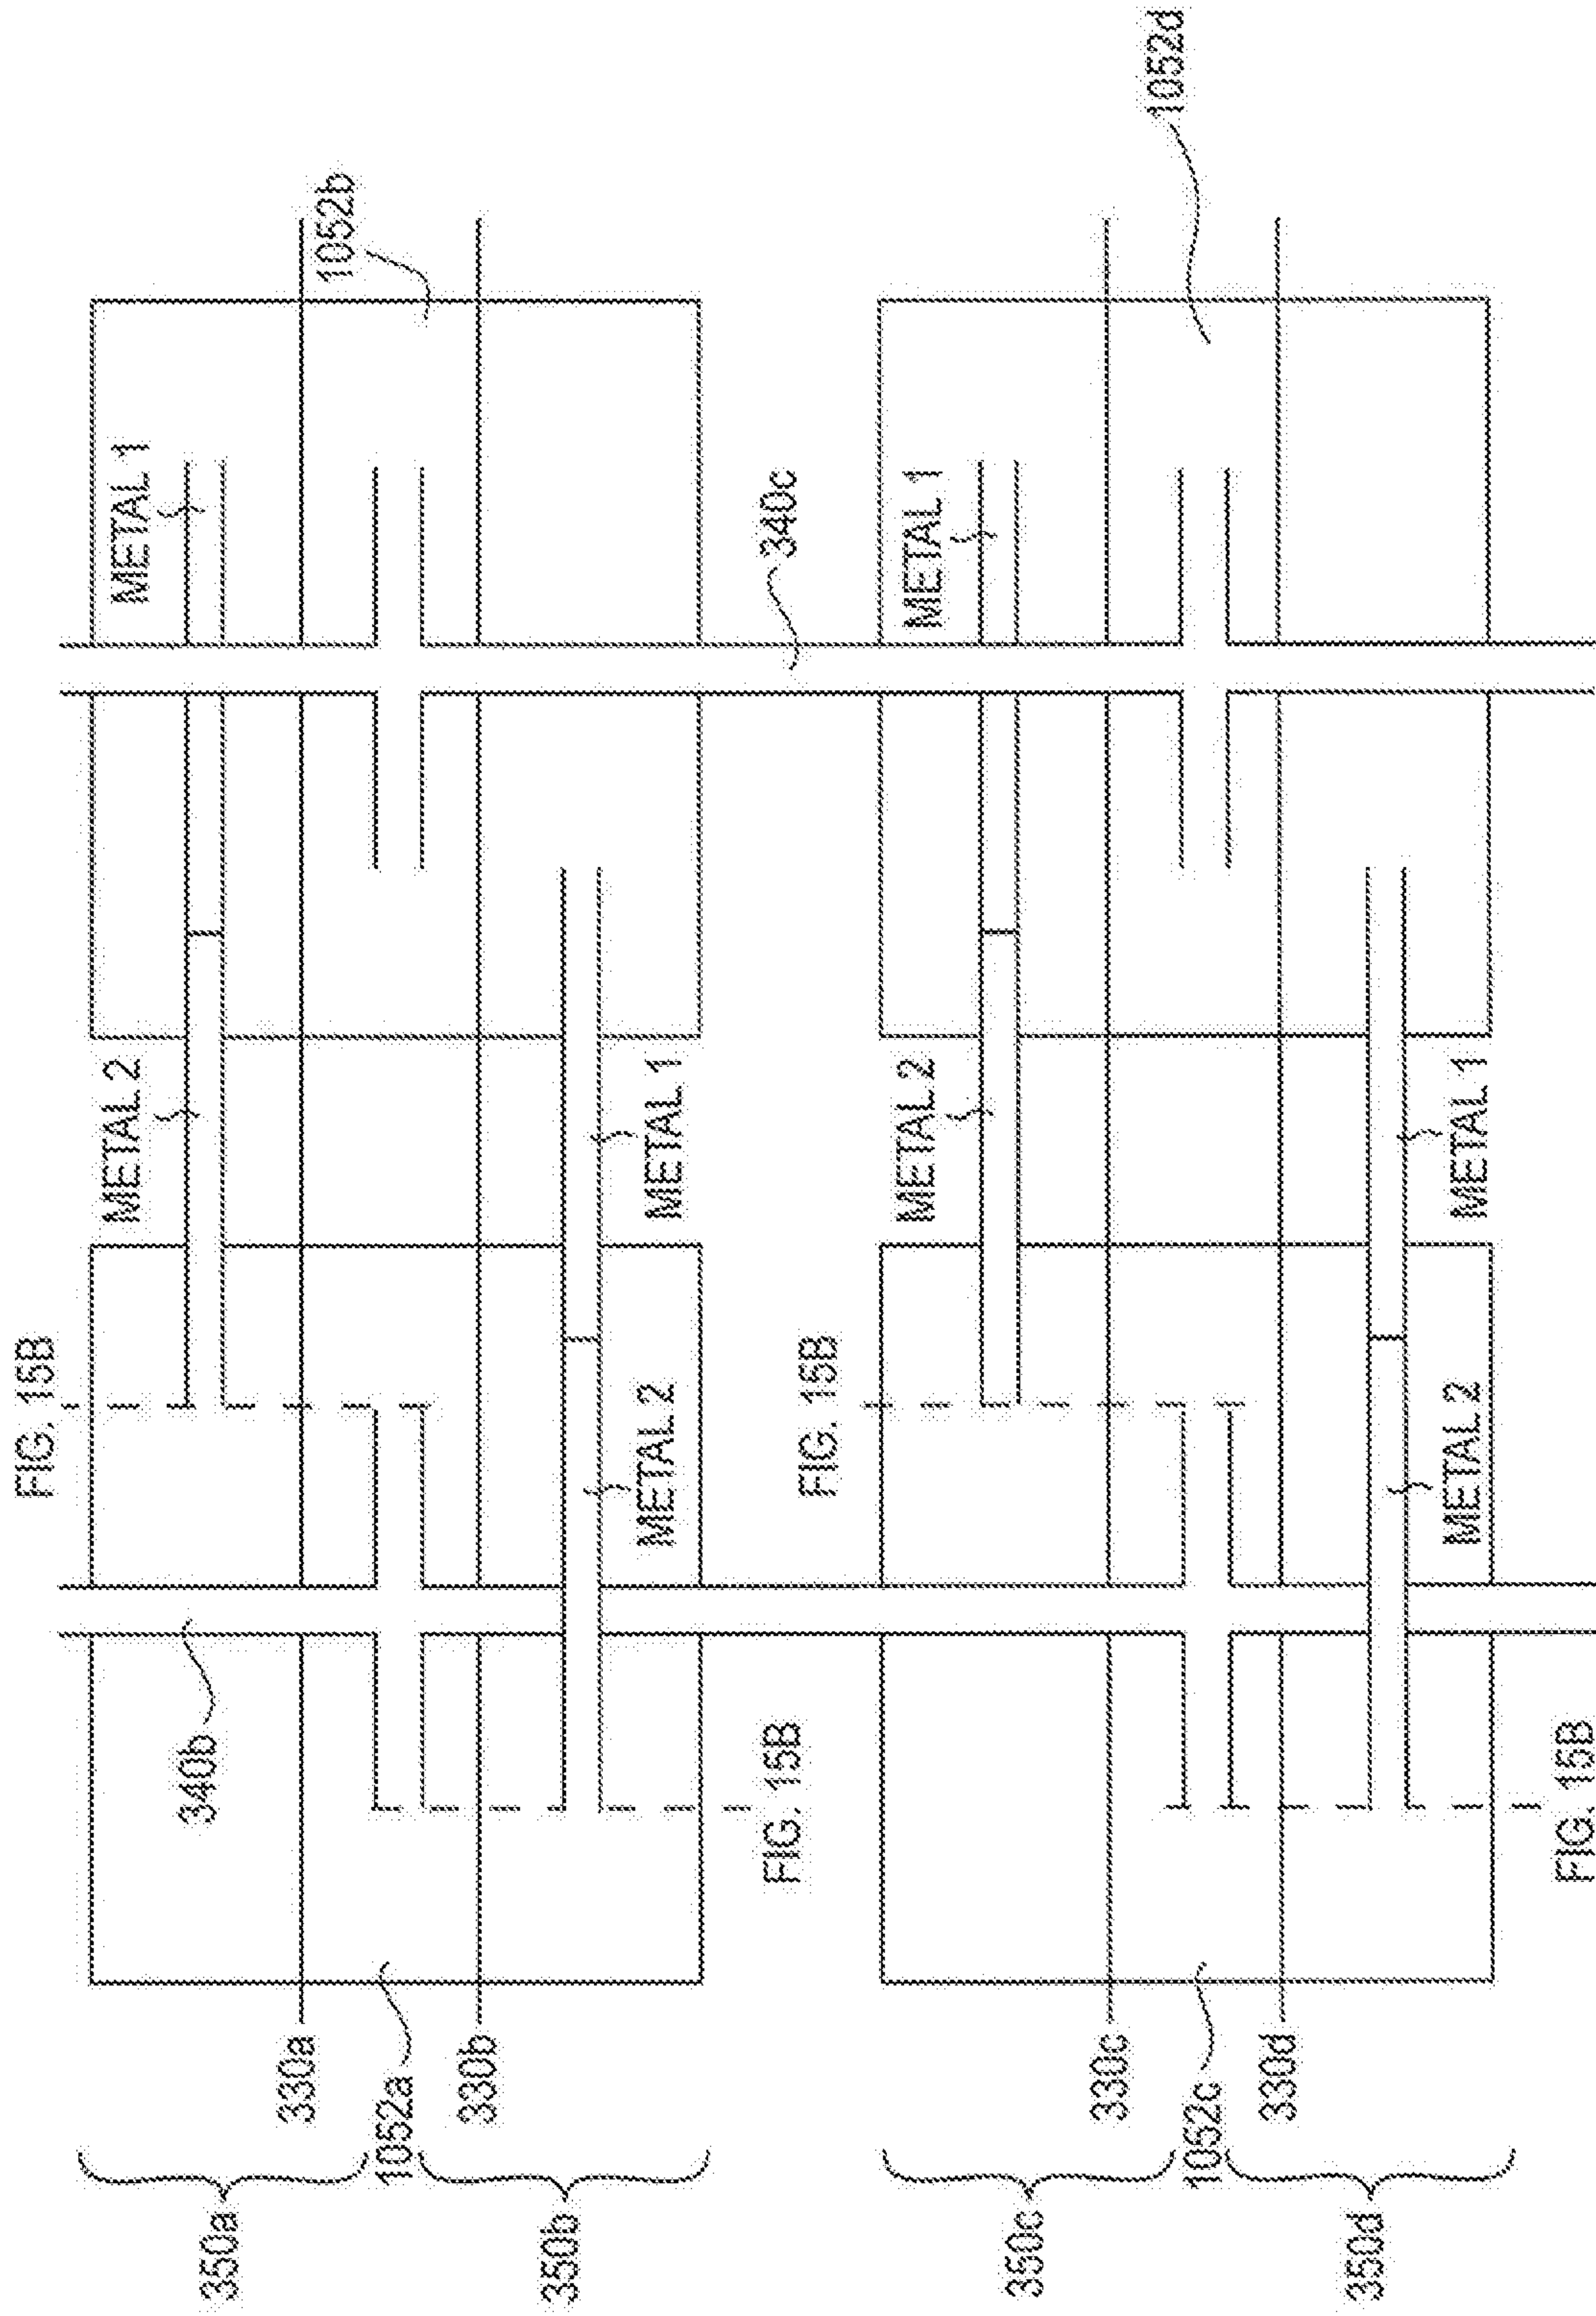 FIG. 15B
METAL 2
METAL 1
350a
340b
330a
1052b
1052a
330b
350b
METAL 2
METAL 1
FIG. 15B
340c
FIG. 15B
METAL 2
METAL 1
350c
330c
1052d
1052c
330d
350d
METAL 2
METAL 1
FIG. 15B